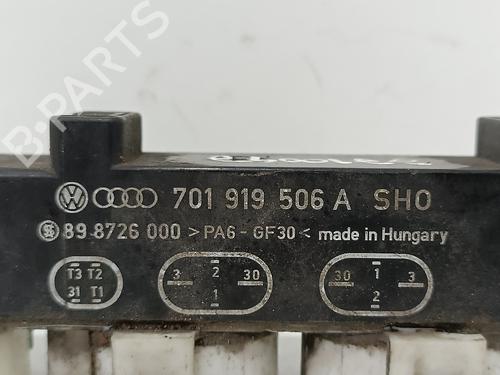 B-PARTS
701 919 506 A SHO
89.8726 000 >PA6-GF30< made in Hungary
T3 T2
31 T1
2
3 30
1
1
30 3
2